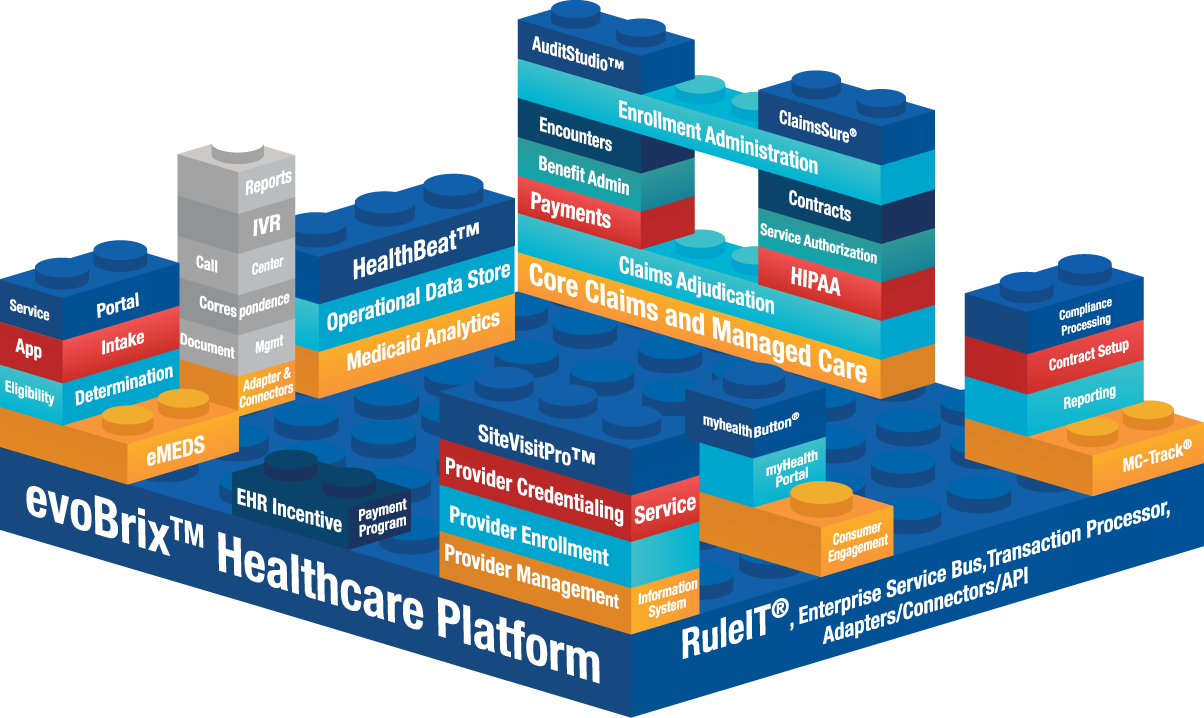 AuditStudio™
Enrollment Administration
Encounters
Benefit Admin
Payments
Claims Adjudication
Core Claims and Managed Care
ClaimsSure®
Contracts
Service Authorization
HIPAA
Reports
IVR
Call Center
Correspondence
Document Mgmt
Adapter &
Connectors
HealthBeat™
Operational Data Store
Medicaid Analytics
Service Portal
App Intake
Eligibility Determination
eMEDS
Compliance
Processing
Contract Setup
Reporting
MC-Track®
EHR Incentive
Payment
Program
SiteVisitPro™
Provider Credentialing Service
Provider Enrollment
Provider Management
Information
System
myhealthButton®
myHealth
Portal
Consumer
Engagement
evoBrix™ Healthcare Platform
RuleIT®, Enterprise Service Bus,Transaction Processor,
Adapters/Connectors/API